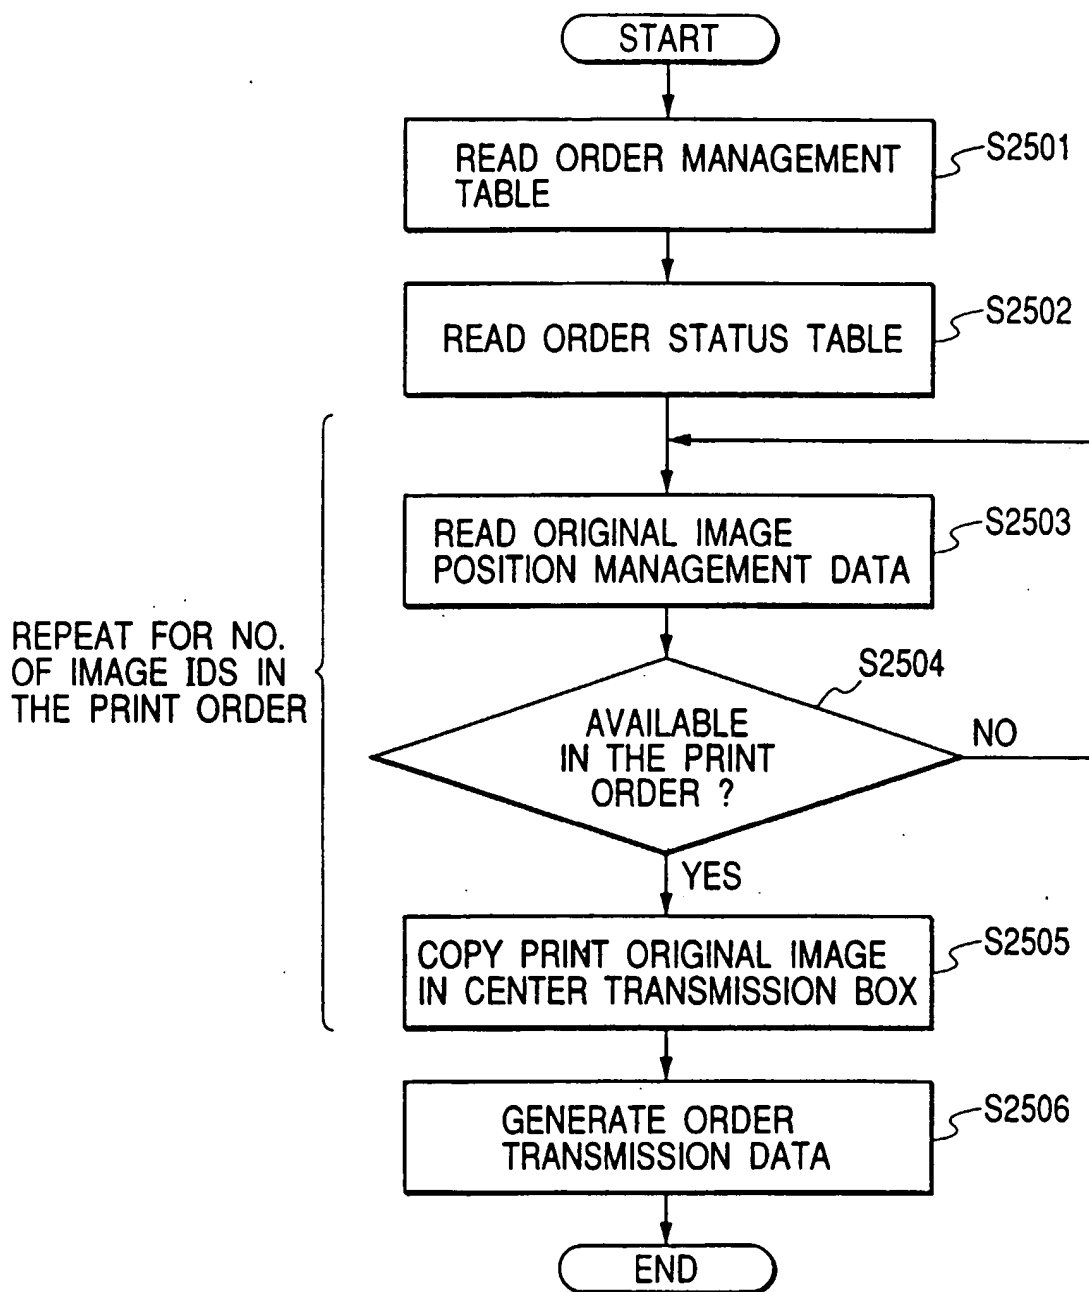 START
READ ORDER MANAGEMENT
TABLE
S2501
READ ORDER STATUS TABLE
S2502
READ ORIGINAL IMAGE
POSITION MANAGEMENT DATA
S2503
REPEAT FOR NO.
OF IMAGE IDS IN
THE PRINT ORDER
AVAILABLE
IN THE PRINT
ORDER ?
S2504
NO
YES
COPY PRINT ORIGINAL IMAGE
IN CENTER TRANSMISSION BOX
S2505
GENERATE ORDER
TRANSMISSION DATA
S2506
END